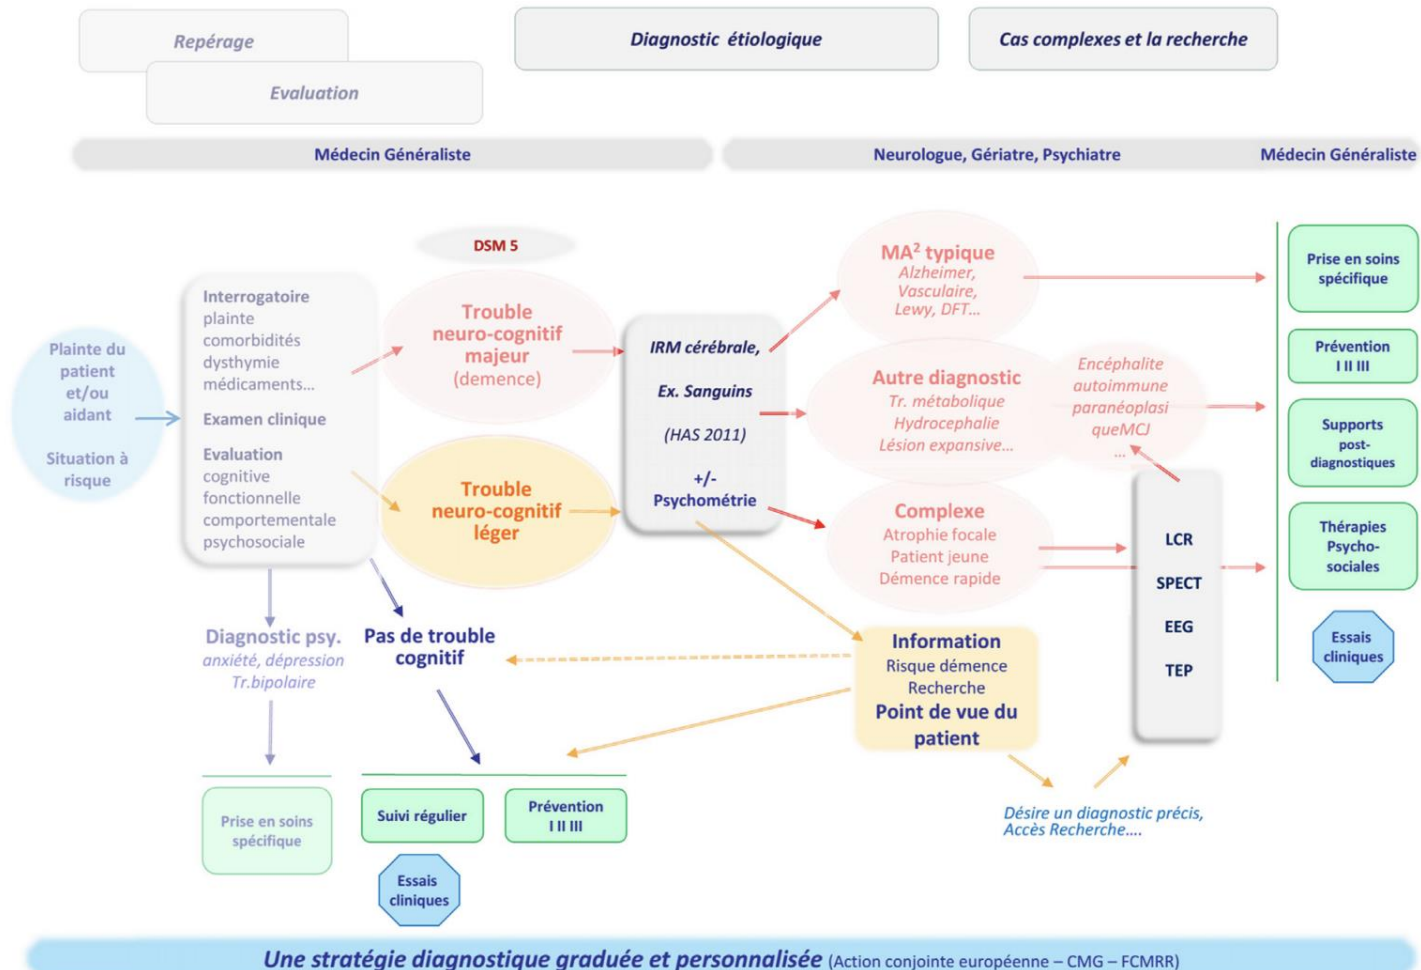 Repérage
Evaluation
Diagnostic étiologique
Cas complexes et la recherche
Médecin Généraliste
Neurologue, Gériatre, Psychiatre
Médecin Généraliste
Plainte du
patient
et/ou
aidant
Situation à
risque
Interrogatoire
plainte
comorbidités
dysthymie
médicaments…
Examen clinique
Evaluation
cognitive
fonctionnelle
comportementale
psychosociale
DSM 5
Trouble
neuro-cognitif
majeur
(demence)
Trouble
neuro-cognitif
léger
IRM cérébrale,
Ex. Sanguins
(HAS 2011)
+/-
Psychométrie
MA² typique
Alzheimer,
Vasculaire,
Lewy, DFT…
Autre diagnostic
Tr. métabolique
Hydrocephalie
Lésion expansive…
Encéphalite
autoimmune
paranéoplasi
queMCJ
…
Complexe
Atrophie focale
Patient jeune
Démence rapide
LCR
SPECT
EEG
TEP
Prise en soins
spécifique
Prévention
I II III
Supports
post-
diagnostiques
Thérapies
Psycho-
sociales
Essais
cliniques
Diagnostic psy.
anxiété, dépression
Tr.bipolaire
Pas de trouble
cognitif
Information
Risque démence
Recherche
Point de vue du
patient
Désire un diagnostic précis,
Accès Recherche....
Prise en soins
spécifique
Suivi régulier
Prévention
I II III
Essais
cliniques
Une stratégie diagnostique graduée et personnalisée (Action conjointe européenne – CMG – FCMRR)